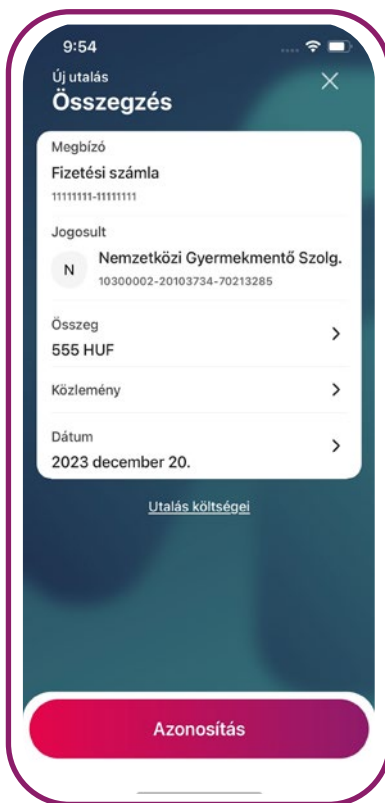 9:54
Új utalás
Összegzés
Megbízó
Fizetési számla
11111111-11111111
Jogosult
N
Nemzetközi Gyermekmentő Szolg.
10300002-20103734-70213285
Összeg
555 HUF
Közlemény
Dátum
2023 december 20.
Utalás költségei
Azonosítás